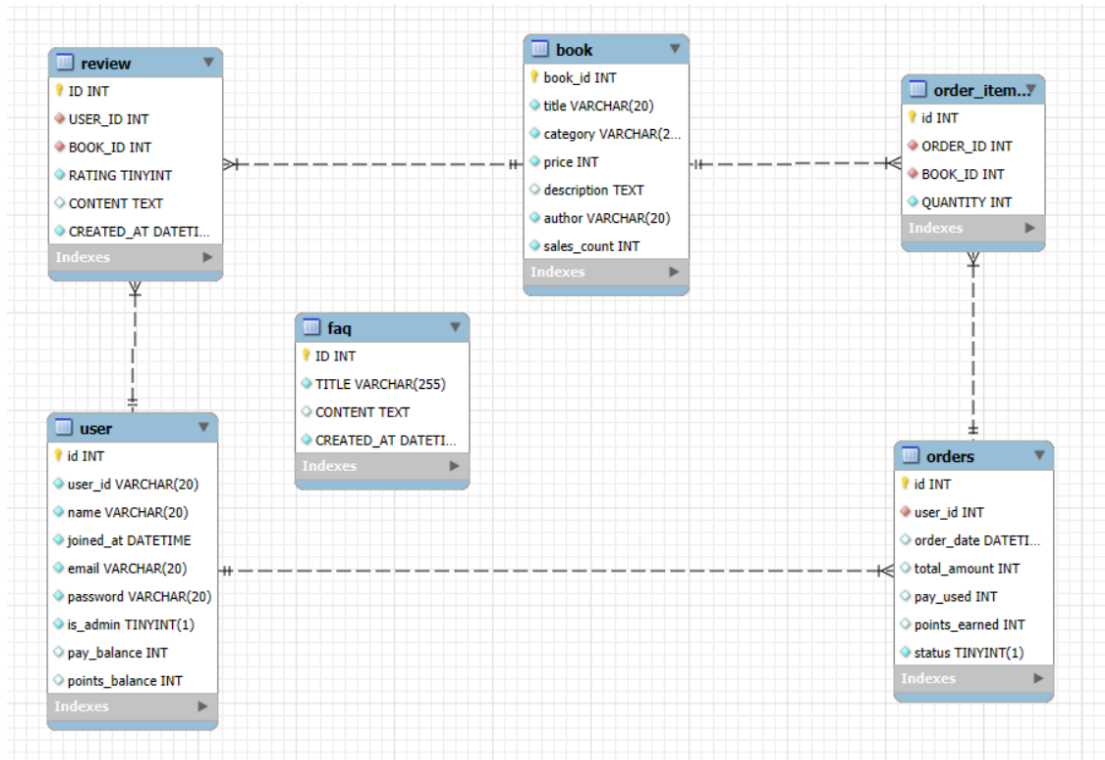 review
ID INT
USER_ID INT
BOOK_ID INT
RATING TINYINT
CONTENT TEXT
CREATED_AT DATETI...
Indexes
book
book_id INT
title VARCHAR(20)
category VARCHAR(2...
price INT
description TEXT
author VARCHAR(20)
sales_count INT
Indexes
order_item...
id INT
ORDER_ID INT
BOOK_ID INT
QUANTITY INT
Indexes
faq
ID INT
TITLE VARCHAR(255)
CONTENT TEXT
CREATED_AT DATETI...
Indexes
user
id INT
user_id VARCHAR(20)
name VARCHAR(20)
joined_at DATETIME
email VARCHAR(20)
password VARCHAR(20)
is_admin TINYINT(1)
pay_balance INT
points_balance INT
Indexes
orders
id INT
user_id INT
order_date DATETI...
total_amount INT
pay_used INT
points_earned INT
status TINYINT(1)
Indexes